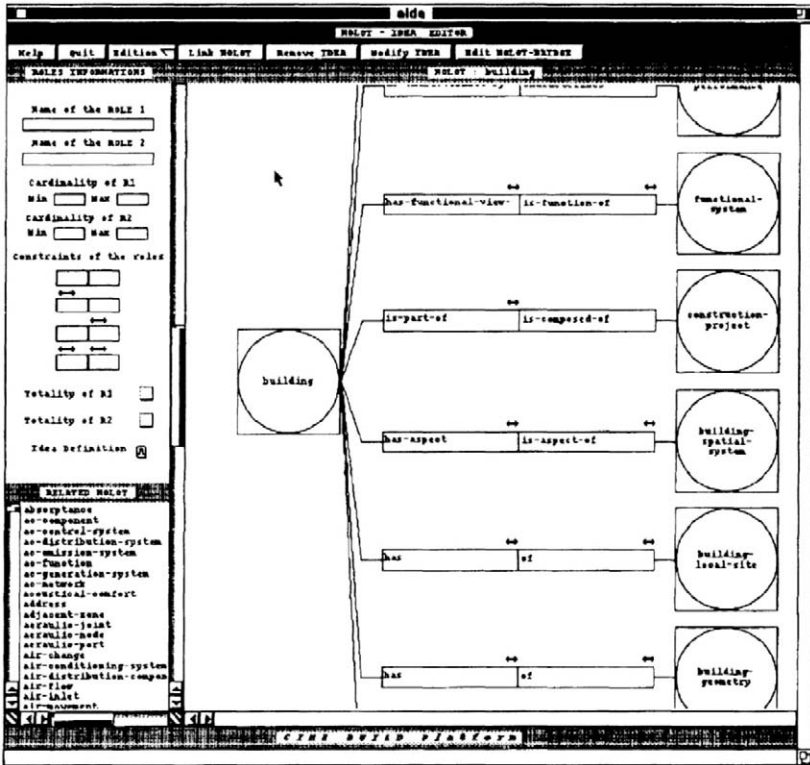 aide
NOLOT - IDEA EDITOR
Help Quit Edition Link NOLOT Remove IDEA Modify IDEA Edit NOLOT-BRIDGE
ROLES INFORMATIONS
NOLOT : building
Name of the ROLE 1
Name of the ROLE 2
Cardinality of R1
Min Max
Cardinality of R2
Min Max
Constraints of the roles
Totality of R1
Totality of R2
Idea Definition
RELATED NOLOT
absorptance
ac-component
ac-control-system
ac-distribution-system
ac-emission-system
ac-function
ac-generation-system
ac-network
acoustical-comfort
address
adjacent-zone
aeraulic-joint
aeraulic-node
aeraulic-port
air-change
air-conditioning-system
air-distribution-compon
air-flow
air-inlet
air-movement
building
performance
has-functional-view- is-function-of
functional-
system
is-part-of is-composed-of
construction-
project
has-aspect is-aspect-of
building-
spatial-
system
has of
building-
local-site
has of
building-
geometry